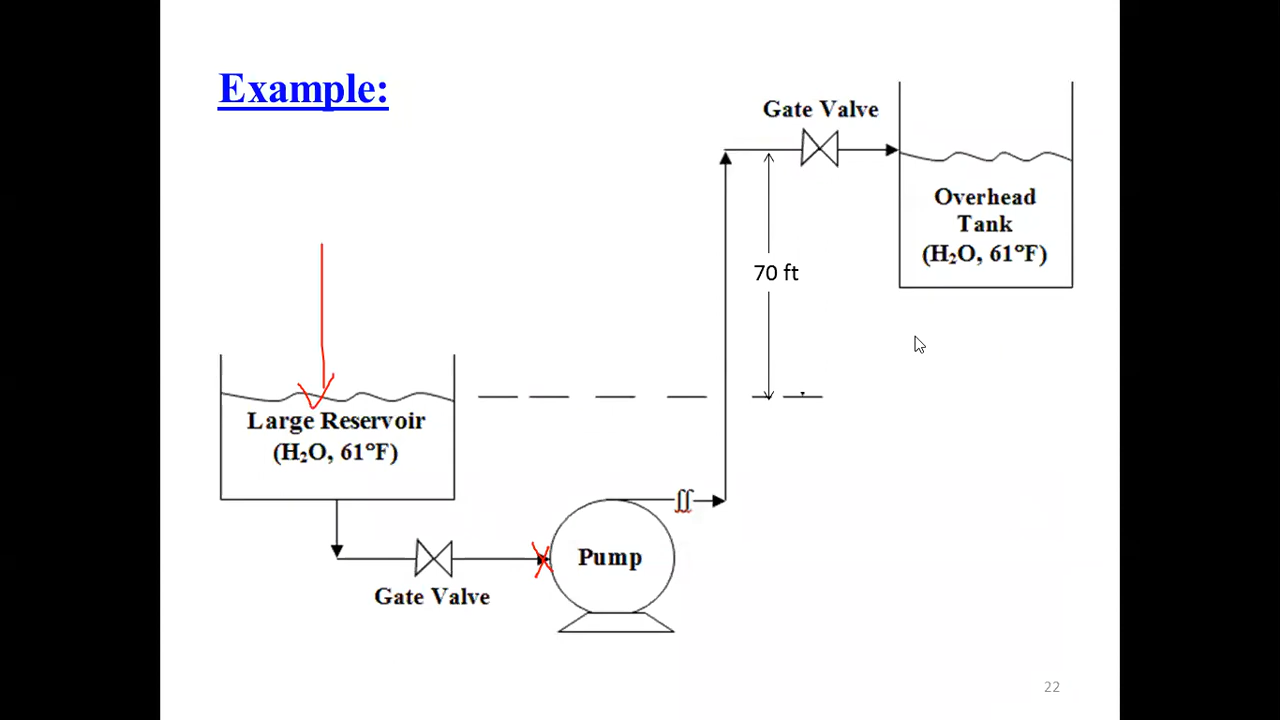 Example:
Gate Valve
Overhead
Tank
(H₂O, 61°F)
70 ft
Large Reservoir
(H₂O, 61°F)
Pump
Gate Valve
22